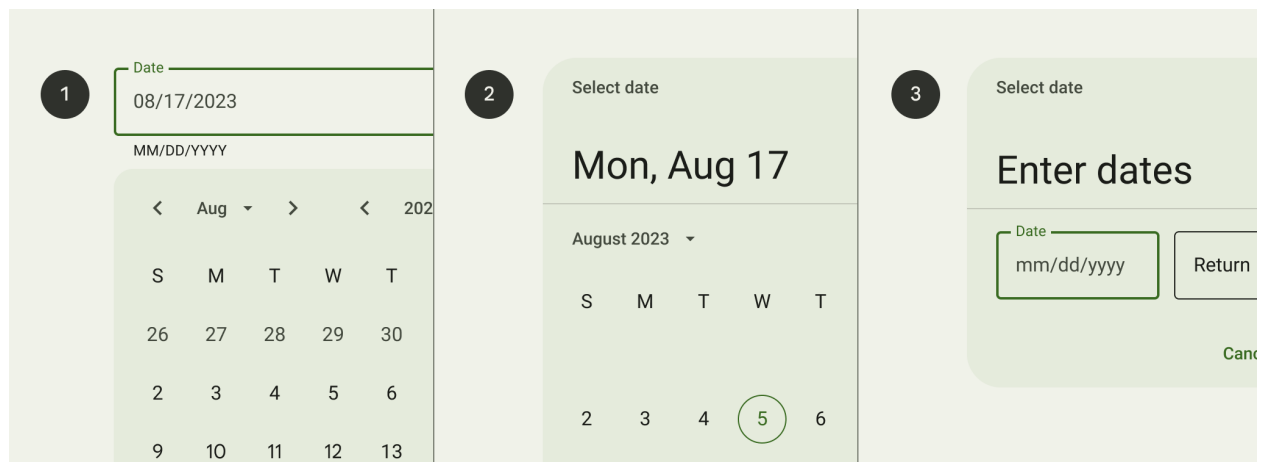 1
Date
08/17/2023
MM/DD/YYYY
Aug
202
S M T W T
26 27 28 29 30
2 3 4 5 6
9 10 11 12 13
2
Select date
Mon, Aug 17
August 2023
S M T W T
2 3 4 5 6
3
Select date
Enter dates
Date
mm/dd/yyyy
Return
Canc